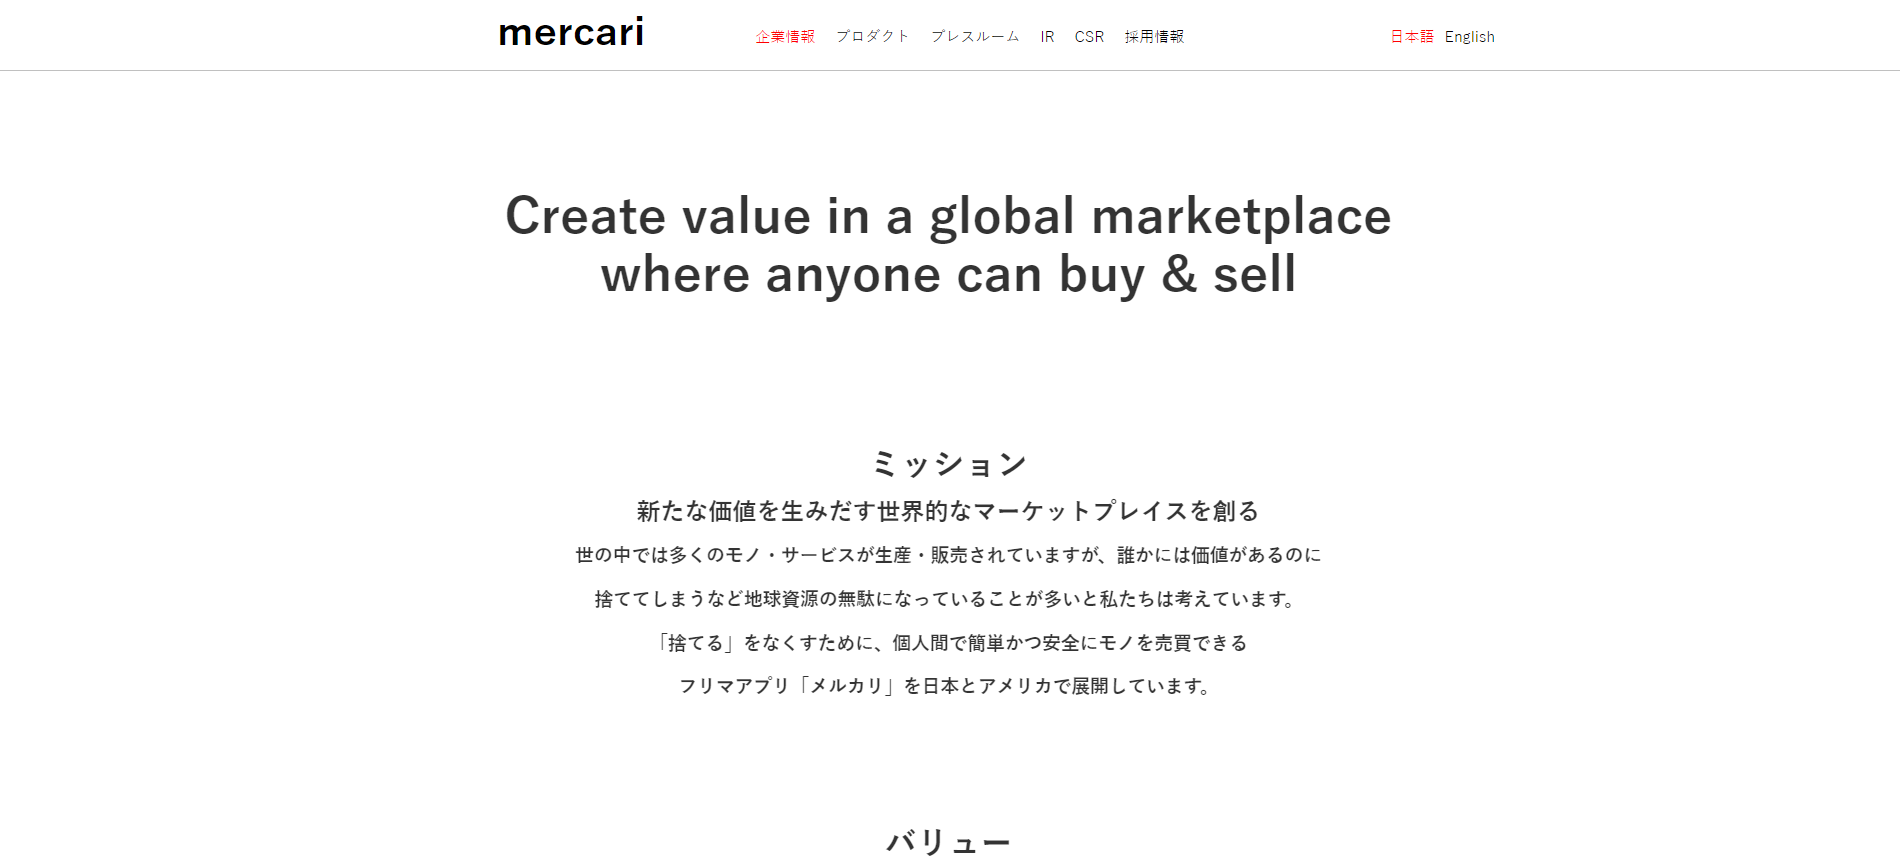 mercari
企業情報 プロダクト プレスルーム IR CSR 採用情報
日本語 English
Create value in a global marketplace
where anyone can buy & sell
ミッション
新たな価値を生みだす世界的なマーケットプレイスを創る
世の中では多くのモノ・サービスが生産・販売されていますが、誰かには価値があるのに
捨ててしまうなど地球資源の無駄になっていることが多いと私たちは考えています。
「捨てる」をなくすために、個人間で簡単かつ安全にモノを売買できる
フリマアプリ「メルカリ」を日本とアメリカで展開しています。
バリュー